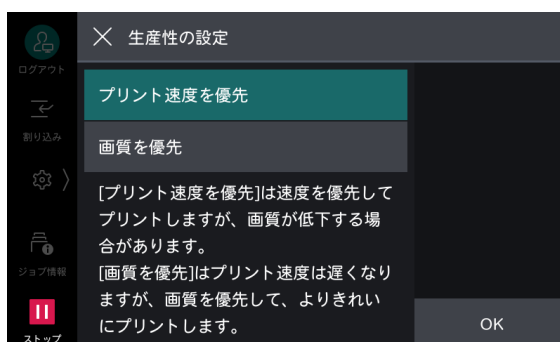 生産性の設定
ログアウト
プリント速度を優先
割り込み
画質を優先
[プリント速度を優先]は速度を優先して
プリントしますが、画質が低下する場
合があります。
ジョブ情報
[画質を優先]はプリント速度は遅くなり
ますが、画質を優先して、よりきれい
にプリントします。
ストップ
OK